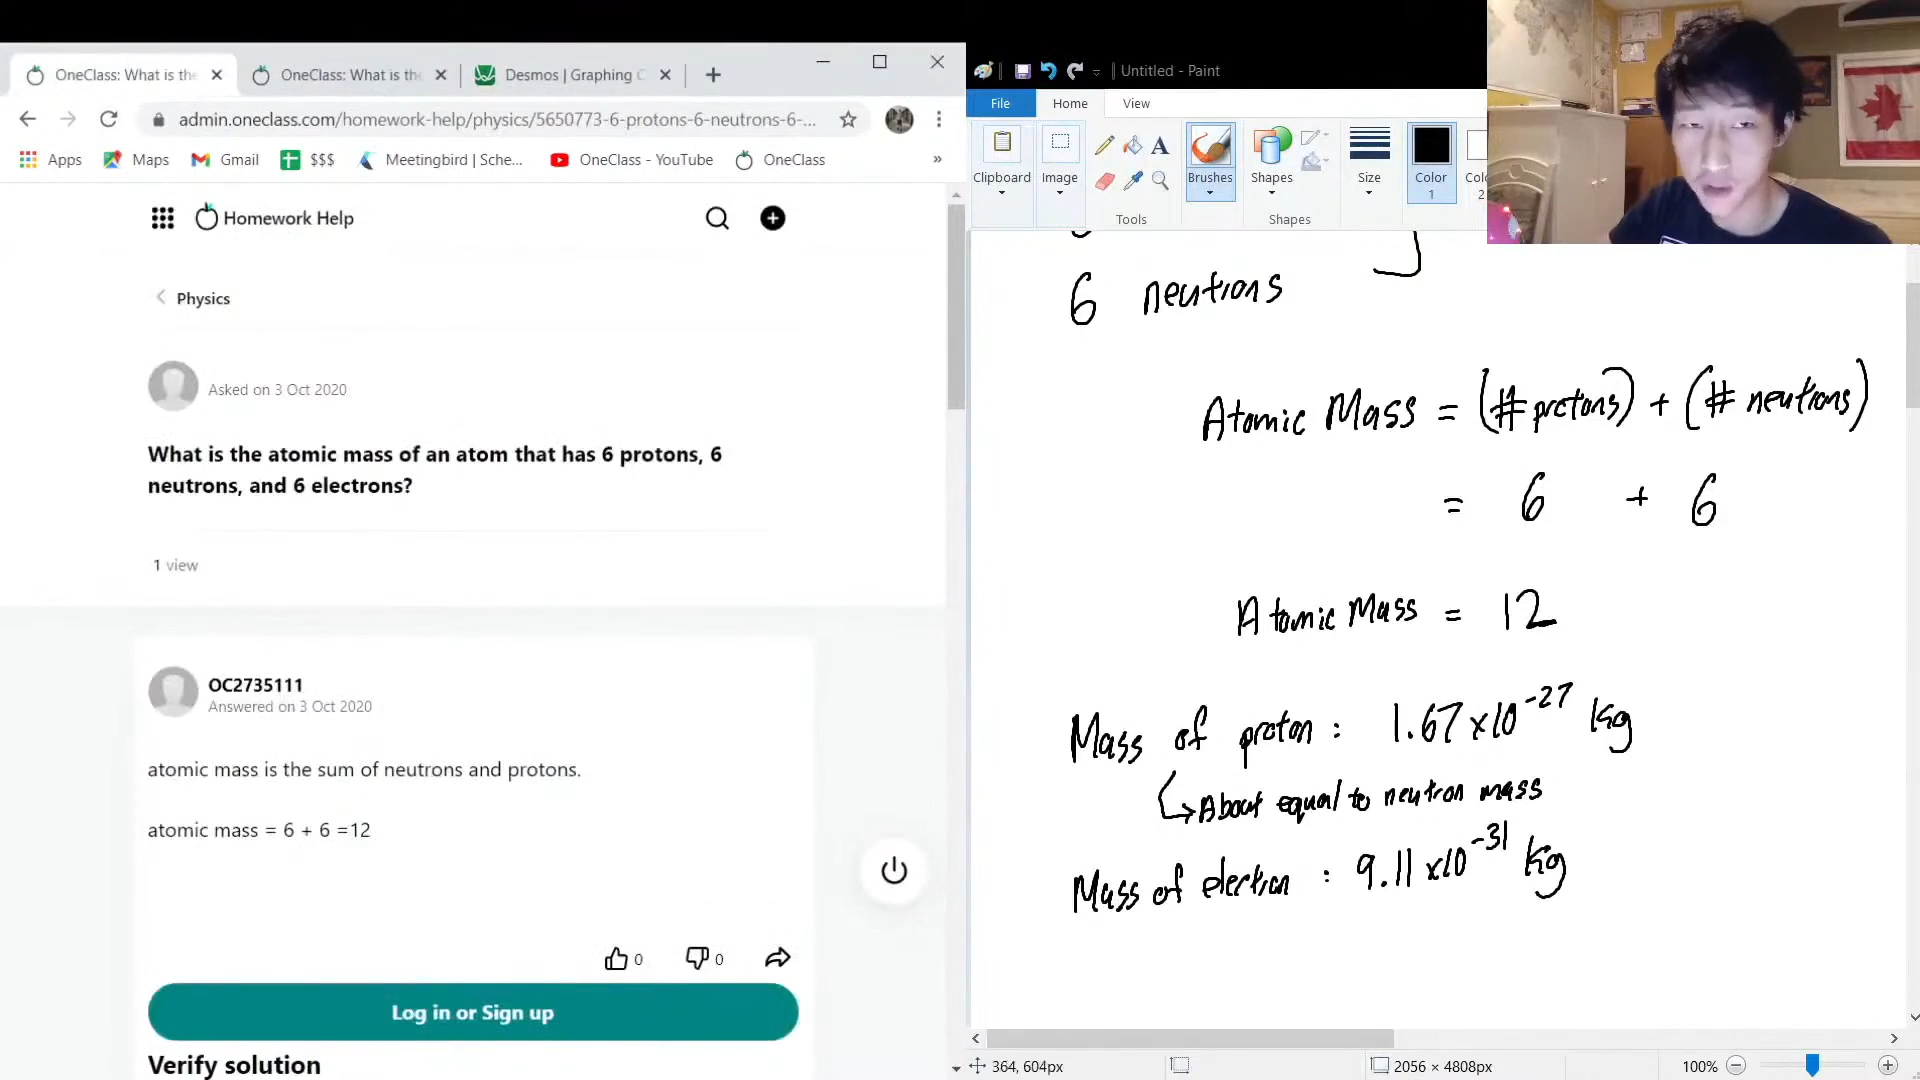 OneClass: What is the
OneClass: What is the
Desmos | Graphing C
admin.oneclass.com/homework-help/physics/5650773-6-protons-6-neutrons-6-...
Apps
Maps
Gmail
$$$
Meetingbird | Sche...
OneClass - YouTube
OneClass
»
Homework Help
Physics
Asked on 3 Oct 2020
What is the atomic mass of an atom that has 6 protons, 6
neutrons, and 6 electrons?
1 view
OC2735111
Answered on 3 Oct 2020
atomic mass is the sum of neutrons and protons.
atomic mass = 6 + 6 =12
0
0
Log in or Sign up
Verify solution
Untitled - Paint
File
Home
View
Clipboard
Image
A
Tools
Brushes
Shapes
Shapes
Size
Color
1
6 neutrons
Atomic Mass = (# protons) + (# neutrons)
= 6 + 6
Atomic Mass = 12
Mass of proton : 1.67 x 10^-27 kg
About equal to neutron mass
Mass of electron : 9.11 x 10^-31 kg
364, 604px
2056 × 4808px
100%